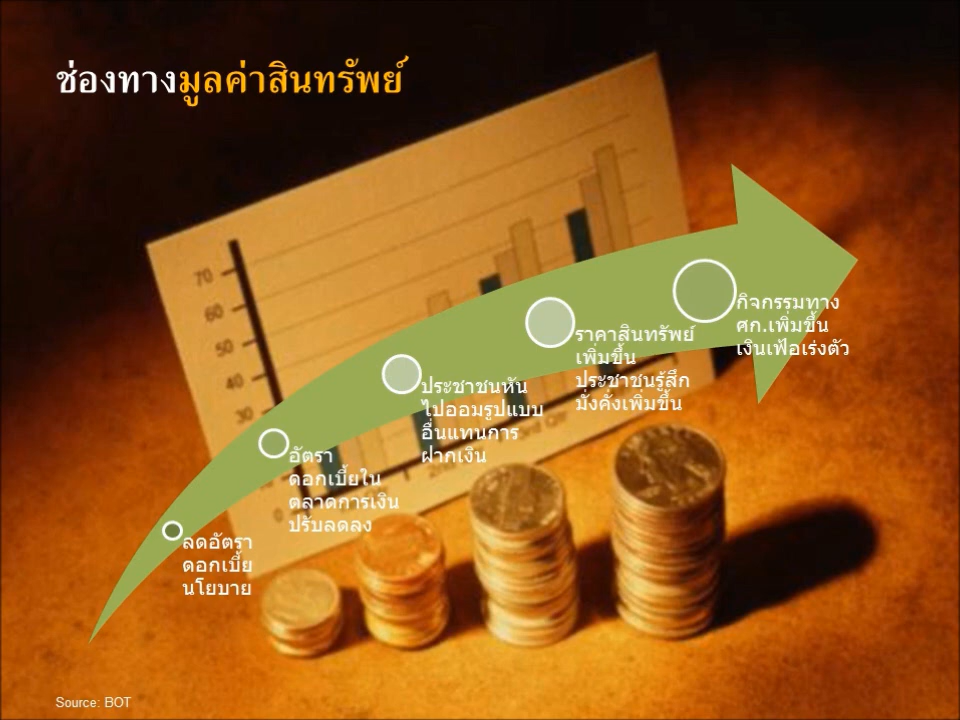 ช่องทางมูลค่าสินทรัพย์
70
60
50
40
30
กิจกรรมทาง
ศก.เพิ่มขึ้น
เงินเฟ้อเร่งตัว
ราคาสินทรัพย์
เพิ่มขึ้น
ประชาชนรู้สึก
มั่งคั่งเพิ่มขึ้น
ประชาชนหัน
ไปออมรูปแบบ
อื่นแทนการ
ฝากเงิน
อัตรา
ดอกเบี้ยใน
ตลาดการเงิน
ปรับลดลง
ลดอัตรา
ดอกเบี้ย
นโยบาย
Source: BOT